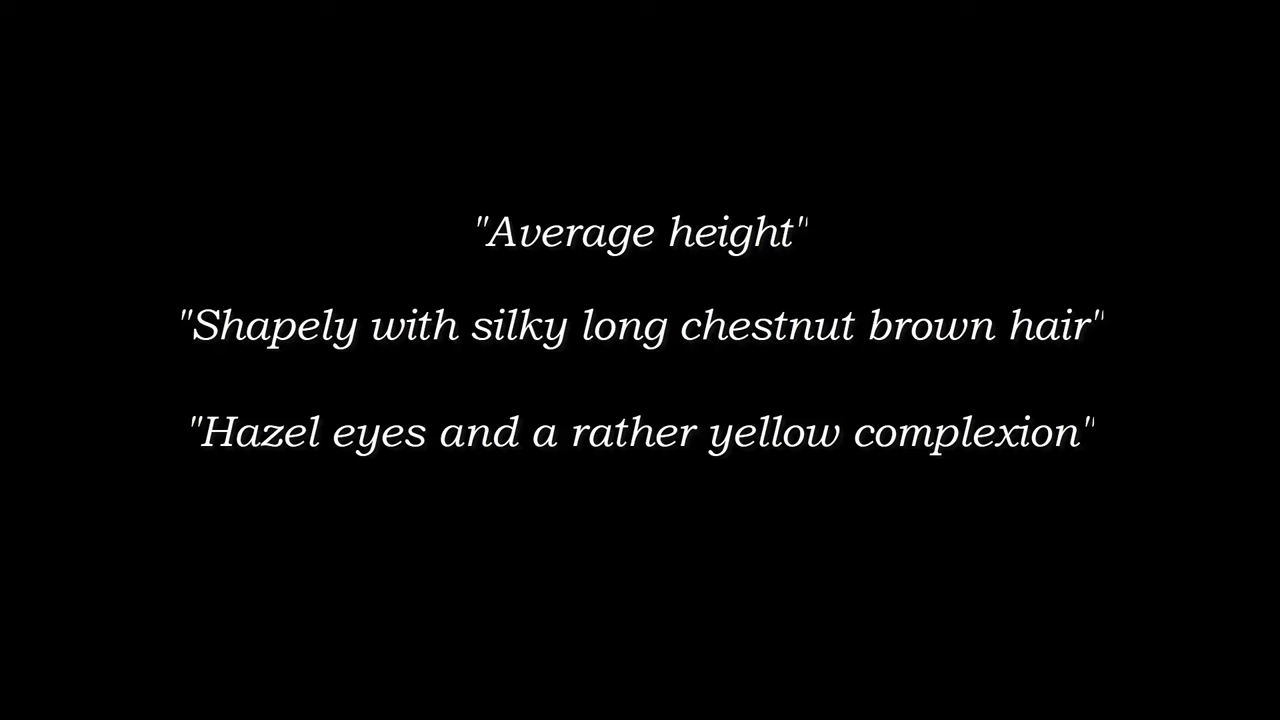 "Average height"
"Shapely with silky long chestnut brown hair"
"Hazel eyes and a rather yellow complexion"